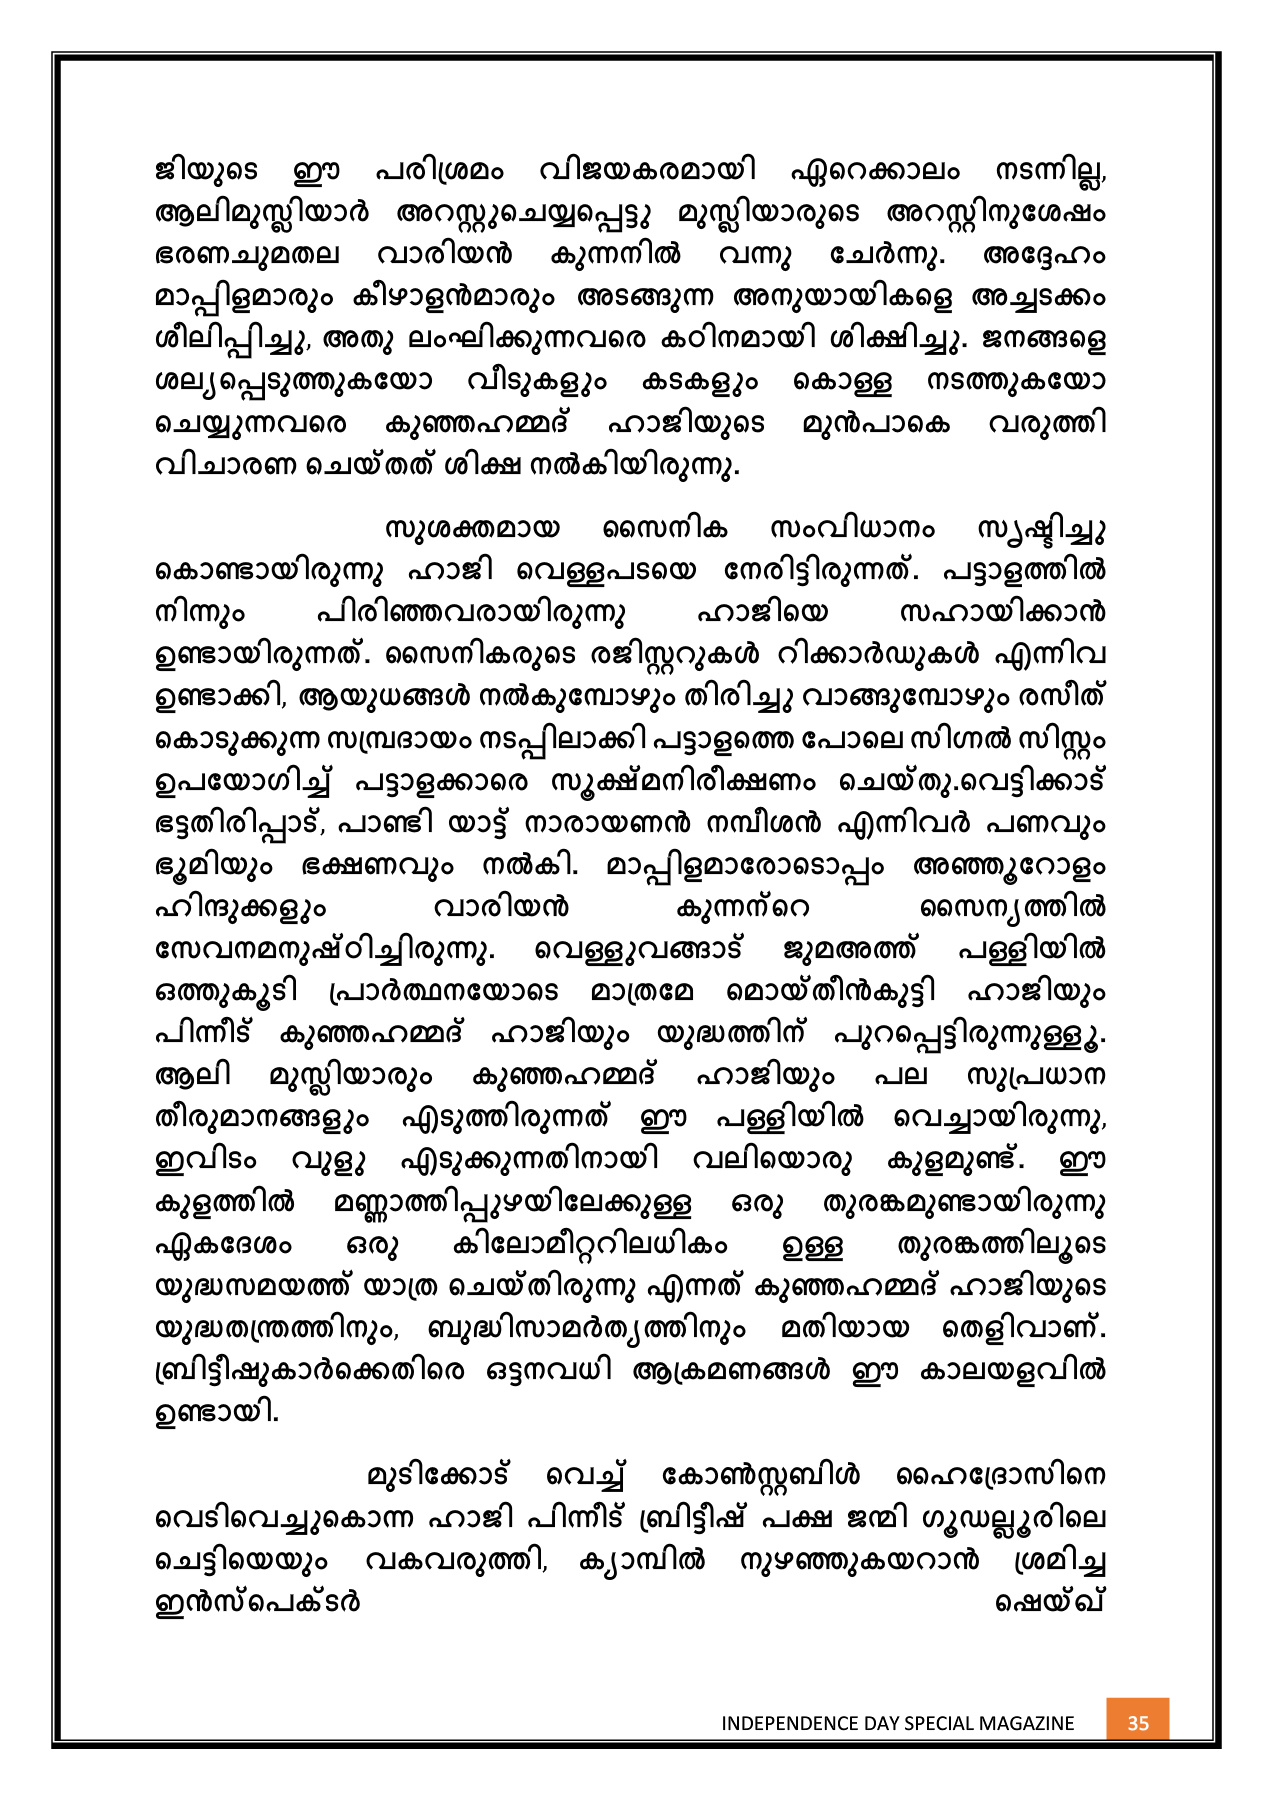 ജിയുടെ ഈ പരിശ്രമം വിജയകരമായി ഏറെക്കാലം നടന്നില്ല,
ആലിമുസ്ലിയാർ അറസ്റ്റുചെയ്യപ്പെട്ടു മുസ്ലിയാരുടെ അറസ്റ്റിനുശേഷം
ഭരണചുമതല വാരിയൻ കുന്നനിൽ വന്നു ചേർന്നു. അദ്ദേഹം
മാപ്പിളമാരും കീഴാളൻമാരും അടങ്ങുന്ന അനുയായികളെ അച്ചടക്കം
ശീലിപ്പിച്ചു, അതു ലംഘിക്കുന്നവരെ കഠിനമായി ശിക്ഷിച്ചു. ജനങ്ങളെ
ശല്യപ്പെടുത്തുകയോ വീടുകളും കടകളും കൊള്ള നടത്തുകയോ
ചെയ്യുന്നവരെ കുഞ്ഞഹമ്മദ് ഹാജിയുടെ മുൻപാകെ വരുത്തി
വിചാരണ ചെയ്തത് ശിക്ഷ നൽകിയിരുന്നു.
സുശക്തമായ സൈനിക സംവിധാനം സൃഷ്ടിച്ചു
കൊണ്ടായിരുന്നു ഹാജി വെള്ളപടയെ നേരിട്ടിരുന്നത്. പട്ടാളത്തിൽ
നിന്നും പിരിഞ്ഞവരായിരുന്നു ഹാജിയെ സഹായിക്കാൻ
ഉണ്ടായിരുന്നത്. സൈനികരുടെ രജിസ്റ്ററുകൾ റിക്കാർഡുകൾ എന്നിവ
ഉണ്ടാക്കി, ആയുധങ്ങൾ നൽകുമ്പോഴും തിരിച്ചു വാങ്ങുമ്പോഴും രസീത്
കൊടുക്കുന്ന സമ്പ്രദായം നടപ്പിലാക്കി പട്ടാളത്തെ പോലെ സിഗ്നൽ സിസ്റ്റം
ഉപയോഗിച്ച് പട്ടാളക്കാരെ സൂക്ഷ്മനിരീക്ഷണം ചെയ്തു.വെട്ടിക്കാട്
ഭട്ടതിരിപ്പാട്, പാണ്ടി യാട്ട് നാരായണൻ നമ്പീശൻ എന്നിവർ പണവും
ഭൂമിയും ഭക്ഷണവും നൽകി. മാപ്പിളമാരോടൊപ്പം അഞ്ഞൂറോളം
ഹിന്ദുക്കളും വാരിയൻ കുന്നന്റെ സൈന്യത്തിൽ
സേവനമനുഷ്ഠിച്ചിരുന്നു. വെള്ളുവങ്ങാട് ജുമഅത്ത് പള്ളിയിൽ
ഒത്തുകൂടി പ്രാർത്ഥനയോടെ മാത്രമേ മൊയ്തീൻകുട്ടി ഹാജിയും
പിന്നീട് കുഞ്ഞഹമ്മദ് ഹാജിയും യുദ്ധത്തിന് പുറപ്പെട്ടിരുന്നുള്ളൂ.
ആലി മുസ്ലിയാരും കുഞ്ഞഹമ്മദ് ഹാജിയും പല സുപ്രധാന
തീരുമാനങ്ങളും എടുത്തിരുന്നത് ഈ പള്ളിയിൽ വെച്ചായിരുന്നു,
ഇവിടം വുളു എടുക്കുന്നതിനായി വലിയൊരു കുളമുണ്ട്. ഈ
കുളത്തിൽ മണ്ണാത്തിപ്പുഴയിലേക്കുള്ള ഒരു തുരങ്കമുണ്ടായിരുന്നു
ഏകദേശം ഒരു കിലോമീറ്ററിലധികം ഉള്ള തുരങ്കത്തിലൂടെ
യുദ്ധസമയത്ത് യാത്ര ചെയ്തിരുന്നു എന്നത് കുഞ്ഞഹമ്മദ് ഹാജിയുടെ
യുദ്ധതന്ത്രത്തിനും, ബുദ്ധിസാമർത്യത്തിനും മതിയായ തെളിവാണ്.
ബ്രിട്ടീഷുകാർക്കെതിരെ ഒട്ടനവധി ആക്രമണങ്ങൾ ഈ കാലയളവിൽ
ഉണ്ടായി.
മുടിക്കോട് വെച്ച് കോൺസ്റ്റബിൾ ഹൈദ്രോസിനെ
വെടിവെച്ചുകൊന്ന ഹാജി പിന്നീട് ബ്രിട്ടീഷ് പക്ഷ ജന്മി ഗൂഡല്ലൂരിലെ
ചെട്ടിയെയും വകവരുത്തി, ക്യാമ്പിൽ നുഴഞ്ഞുകയറാൻ ശ്രമിച്ച
ഇൻസ്പെക്ടർ ഷെയ്ഖ്
INDEPENDENCE DAY SPECIAL MAGAZINE 35